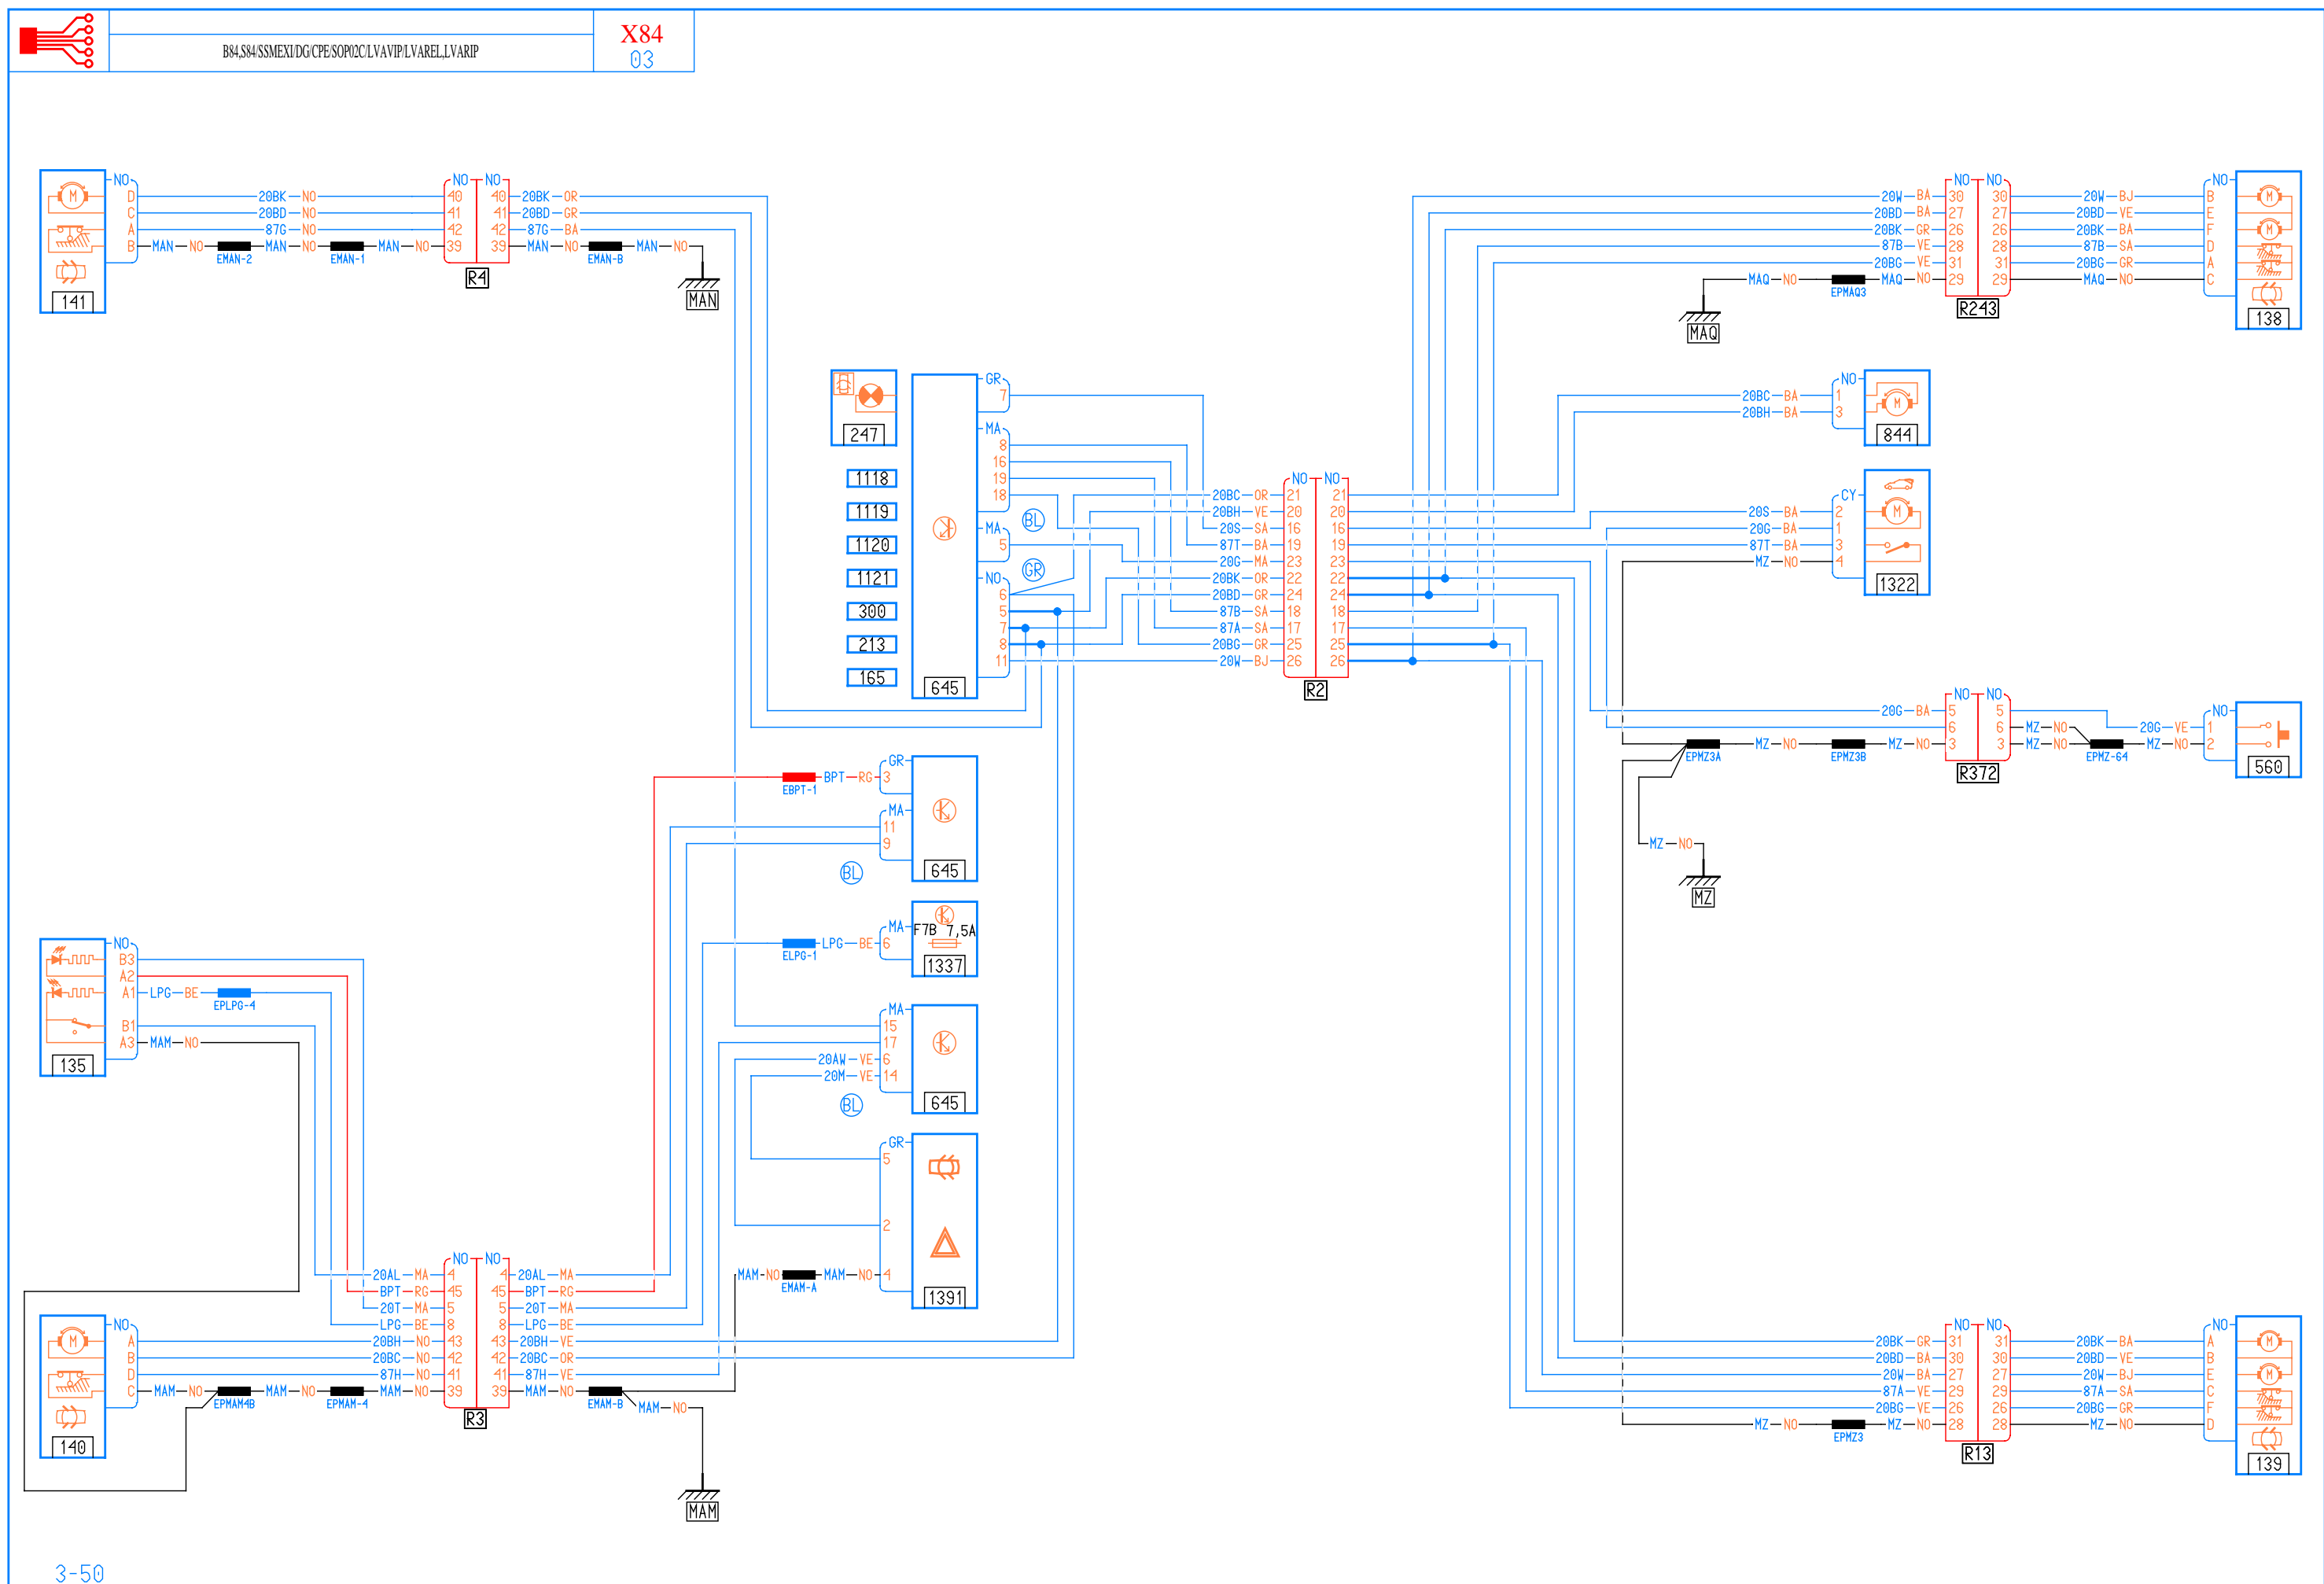 B84,S84/SSMEXI/DG/CPE/SOP02C/LVAVIP/LVAREL,LVARIP
X84
03
NO
D 20BK NO 40
C 20BD NO 41
A 87G NO 42
B MAN NO EMAN-2 MAN NO EMAN-1 MAN NO 39
141
NO NO
R4
40 20BK OR
41 20BD GR
42 87G BA
39 MAN NO EMAN-B MAN NO
MAN
20W BA 30
20BD BA 27
20BK GR 26
87B VE 28
20BG VE 31
MAQ NO EPMAQ3 MAQ NO 29
MAQ
NO NO
R243
30 20W BJ B
27 20BD VE E
26 20BK BA F
28 87B SA D
31 20BG GR A
29 MAQ NO C
NO
138
247
1118
1119
1120
1121
300
213
165
645
GR
7
MA
8
16
19
18
BL
MA
5
GR
NO
6
5
7
8
11
NO NO
20BC OR 21 21
20BH VE 20 20
20S SA 16 16
87T BA 19 19
20G MA 23 23
20BK OR 22 22
20BD GR 24 24
87B SA 18 18
87A SA 17 17
20BG GR 25 25
20W BJ 26 26
R2
NO
20BC BA 1
20BH BA 3
844
CY
20S BA 2
20G BA 1
87T BA 3
MZ NO 4
1322
NO NO
20G BA 5 5
6 6 MZ NO
EPMZ3A MZ NO EPMZ3B MZ NO 3 3 MZ NO EPMZ-64 MZ NO 2
20G VE 1
NO
R372
560
MZ NO
MZ
GR
EBPT-1 BPT RG 3
MA
11
9
BL
645
MA
F7B 7,5A
ELPG-1 LPG BE 6
1337
MA
15
17
20AW VE 6
20M VE 14
BL
645
GR
5
2
MAM NO EMAM-A MAM NO 4
1391
NO
B3
A2
A1 LPG BE EPLPG-4
B1
A3 MAM NO
135
NO NO
20AL MA 4 4 20AL MA
BPT RG 45 45 BPT RG
20T MA 5 5 20T MA
LPG BE 8 8 LPG BE
NO
A 20BH NO 43 43 20BH VE
B 20BC NO 42 42 20BC OR
D 87H NO 41 41 87H VE
C MAM NO EPMAM4B MAM NO EPMAM-4 MAM NO 39 39 MAM NO EMAM-B
MAM NO
140
R3
MAM
NO NO
20BK GR 31 31 20BK BA A
20BD BA 30 30 20BD VE B
20W BA 27 27 20W BJ E
87A VE 29 29 87A SA C
20BG VE 26 26 20BG GR F
MZ NO EPMZ3 MZ NO 28 28 MZ NO D
NO
R13
139
3-50